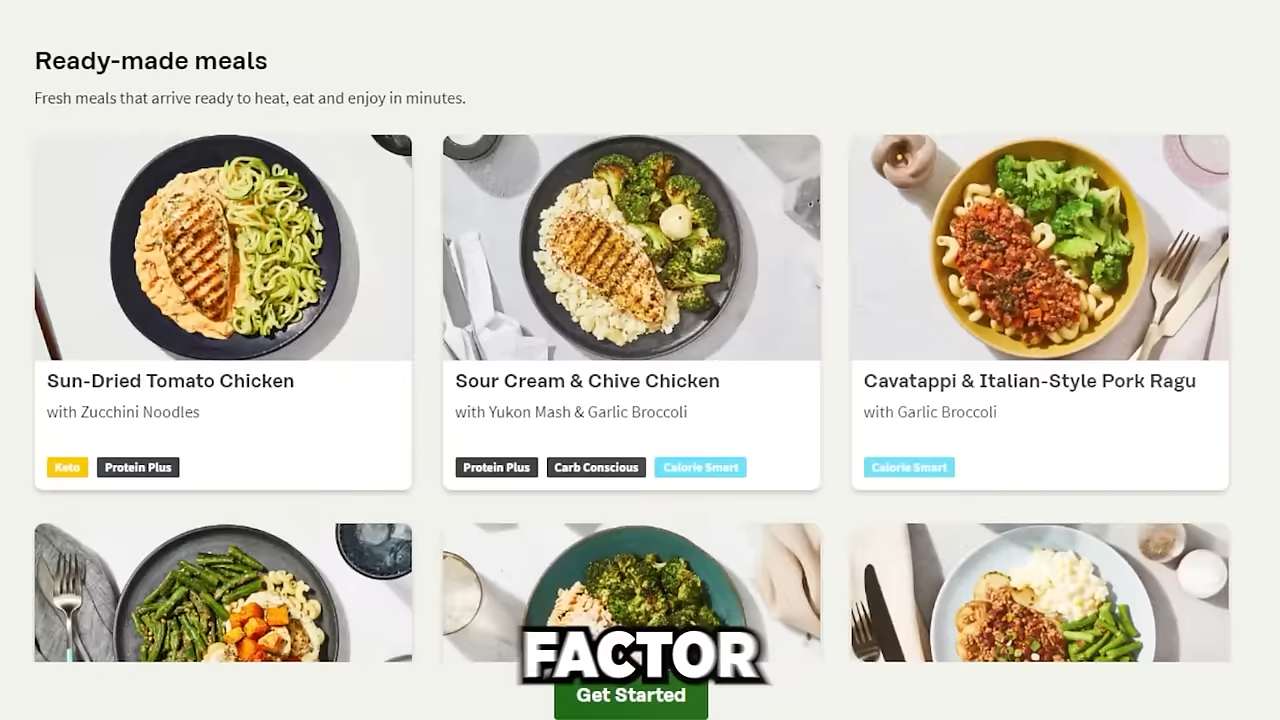 Ready-made meals
Fresh meals that arrive ready to heat, eat and enjoy in minutes.
Sun-Dried Tomato Chicken
with Zucchini Noodles
Keto
Protein Plus
Sour Cream & Chive Chicken
with Yukon Mash & Garlic Broccoli
Protein Plus
Carb Conscious
Calorie Smart
Cavatappi & Italian-Style Pork Ragu
with Garlic Broccoli
Calorie Smart
FACTOR
Get Started